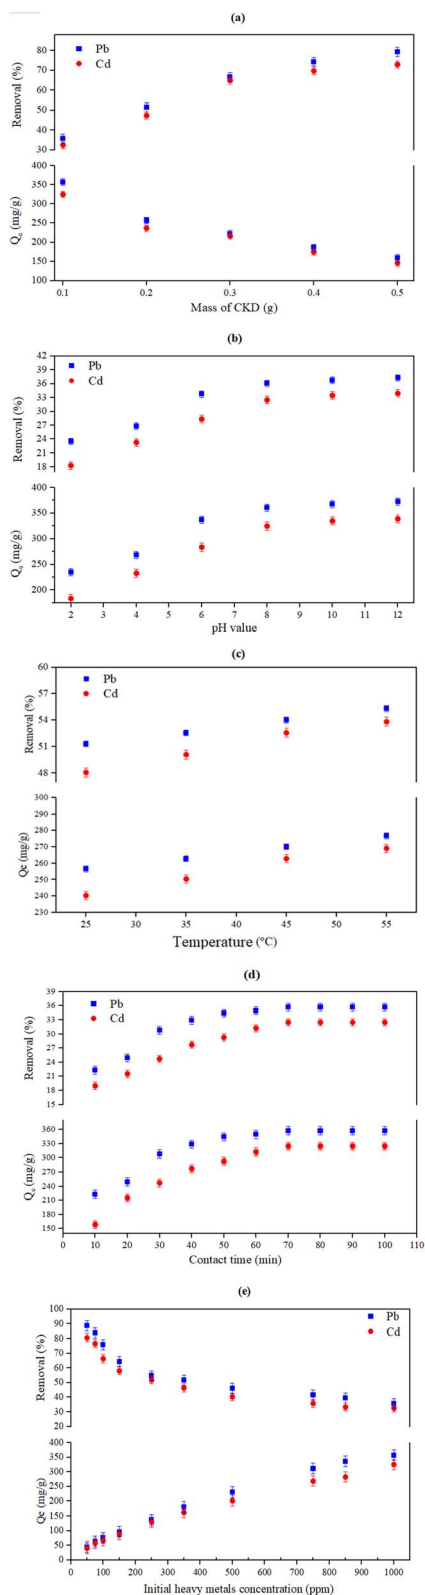 (a)
Pb
Cd
Removal (%)
80
70
60
50
40
30
Qe (mg/g)
400
350
300
250
200
150
100
0.1 0.2 0.3 0.4 0.5
Mass of CKD (g)
(b)
Pb
Cd
Removal (%)
42
39
36
33
30
27
24
21
18
Qe (mg/g)
400
350
300
250
200
2 3 4 5 6 7 8 9 10 11 12
pH value
(c)
Pb
Cd
Removal (%)
60
57
54
51
48
Qe (mg/g)
300
290
280
270
260
250
240
230
25 30 35 40 45 50 55
Temperature (ºC)
(d)
Pb
Cd
Removal (%)
39
36
33
30
27
24
21
18
15
Qe (mg/g)
360
330
300
270
240
210
180
150
0 10 20 30 40 50 60 70 80 90 100 110
Contact time (min)
(e)
Pb
Cd
Removal (%)
100
90
80
70
60
50
40
30
20
Qe (mg/g)
400
350
300
250
200
150
100
50
0
0 100 200 300 400 500 600 700 800 900 1000
Initial heavy metals concentration (ppm)